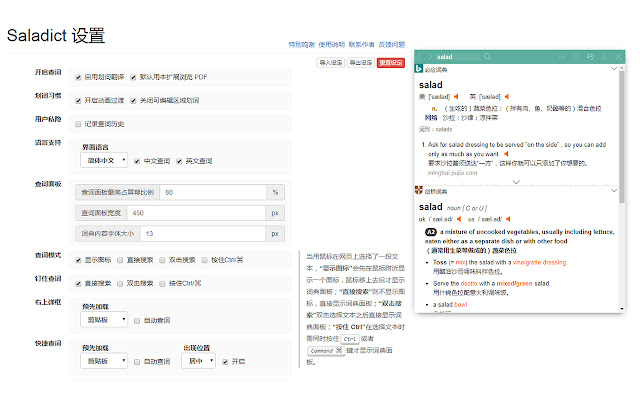 Saladict 设置
特别鸣谢 使用说明 联系作者 反馈问题
导入设置 导出设置 重置设定
开启查词
启用划词翻译 默认用本扩展浏览 PDF
划词习惯
开启动画过渡 关闭可编辑区域划词
用户私隐
记录查词历史
语言支持
界面语言
简体中文 中文查词 英文查词
查词面板
查词面板最高占屏幕比例 80 %
查词面板宽度 450 px
词典内容字体大小 13 px
查词模式
显示图标 直接搜索 双击搜索 按住Ctrl/⌘
钉住查词
直接搜索 双击搜索 按住Ctrl/⌘
右上弹框
预先加载
剪贴板 自动查词
快捷查词
预先加载 出现位置
剪贴板 自动查词 居中 开启
当用鼠标在网页上选择了一段文
本，“显示图标”会先在鼠标附近显
示一个图标，鼠标移上去后才显示
词典面板；“直接搜索”则不显示图
标，直接显示词典面板；“双击搜
索”双击选择文本之后直接显示词
典面板；“按住 Ctrl”在选择文本时
需同时按住 Ctrl 或者
Command ⌘ 键才显示词典面
板。
salad
必应词典
salad
美 ['sæləd] 英 ['sæləd]
n. （生吃的）蔬菜色拉；（拌有肉、鱼、奶酪等的）混合色拉
网络 沙拉；沙律；凉拌菜
词形：salads
1. Ask for salad dressing to be served "on the side" , so you can add
only as much as you want.
要求沙拉酱须送达“一方”，这样你就可以只添加了你想要的。
mingbai.pujia.com
剑桥词典
salad noun [ C or U ]
uk /ˈsæl.əd/ us /ˈsæl.əd/
A2 a mixture of uncooked vegetables, usually including lettuce,
eaten either as a separate dish or with other food
（通常用生菜等做成的）蔬菜色拉
Toss (= mix) the salad with a vinaigrette dressing.
用醋油沙司调味料拌色拉。
Serve the risotto with a mixed/green salad.
用什锦色拉配意大利调味饭。
a salad bowl